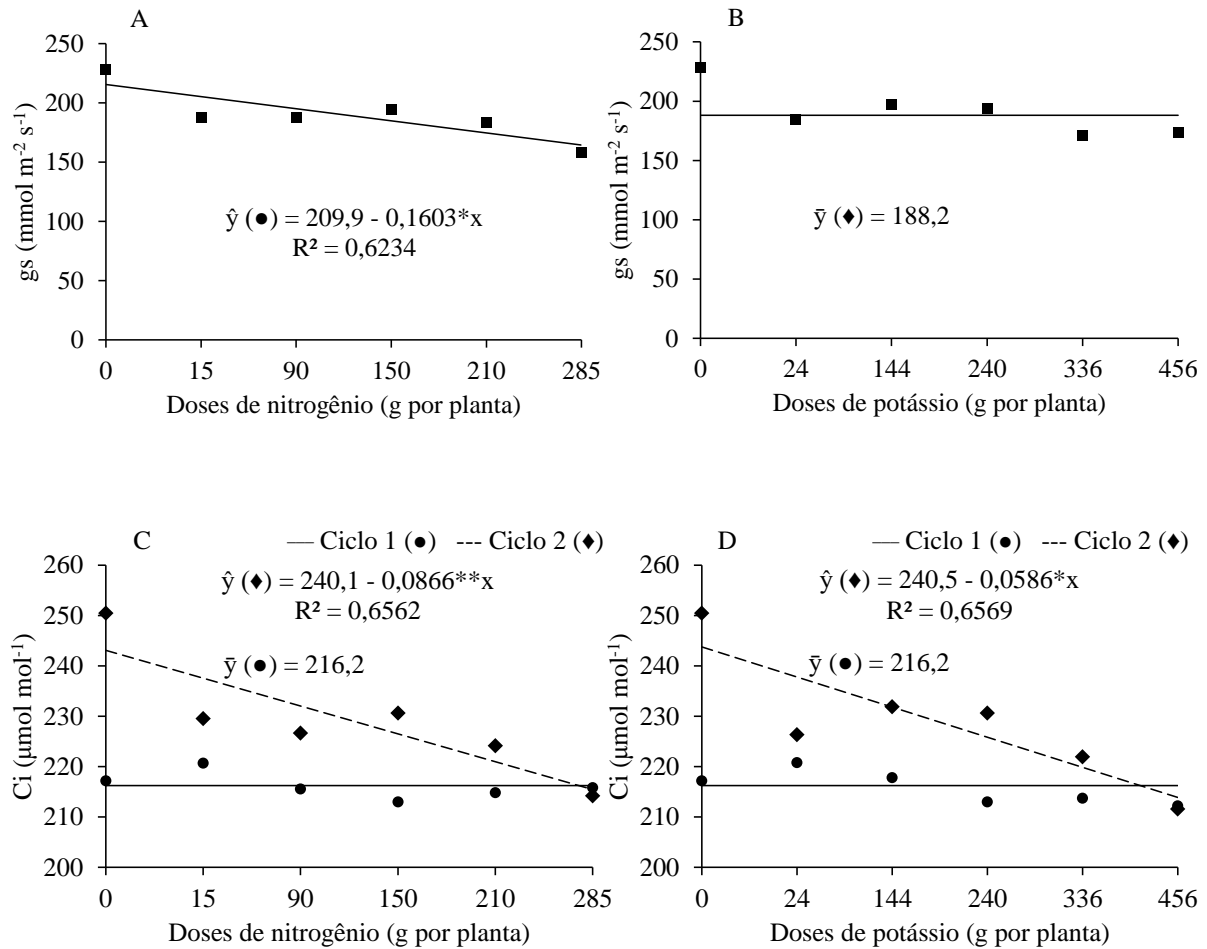 A
gs (mmol m⁻² s⁻¹)
250
200
150
100
50
0
ŷ (●) = 209,9 - 0,1603*x
R² = 0,6234
0 15 90 150 210 285
Doses de nitrogênio (g por planta)
B
gs (mmol m⁻² s⁻¹)
250
200
150
100
50
0
ȳ (♦) = 188,2
0 24 144 240 336 456
Doses de potássio (g por planta)
C
— Ciclo 1 (●) --- Ciclo 2 (♦)
Ci (µmol mol⁻¹)
260
250
240
230
220
210
200
ŷ (♦) = 240,1 - 0,0866**x
R² = 0,6562
ȳ (●) = 216,2
0 15 90 150 210 285
Doses de nitrogênio (g por planta)
D
— Ciclo 1 (●) --- Ciclo 2 (♦)
Ci (µmol mol⁻¹)
260
250
240
230
220
210
200
ŷ (♦) = 240,5 - 0,0586*x
R² = 0,6569
ȳ (●) = 216,2
0 24 144 240 336 456
Doses de potássio (g por planta)